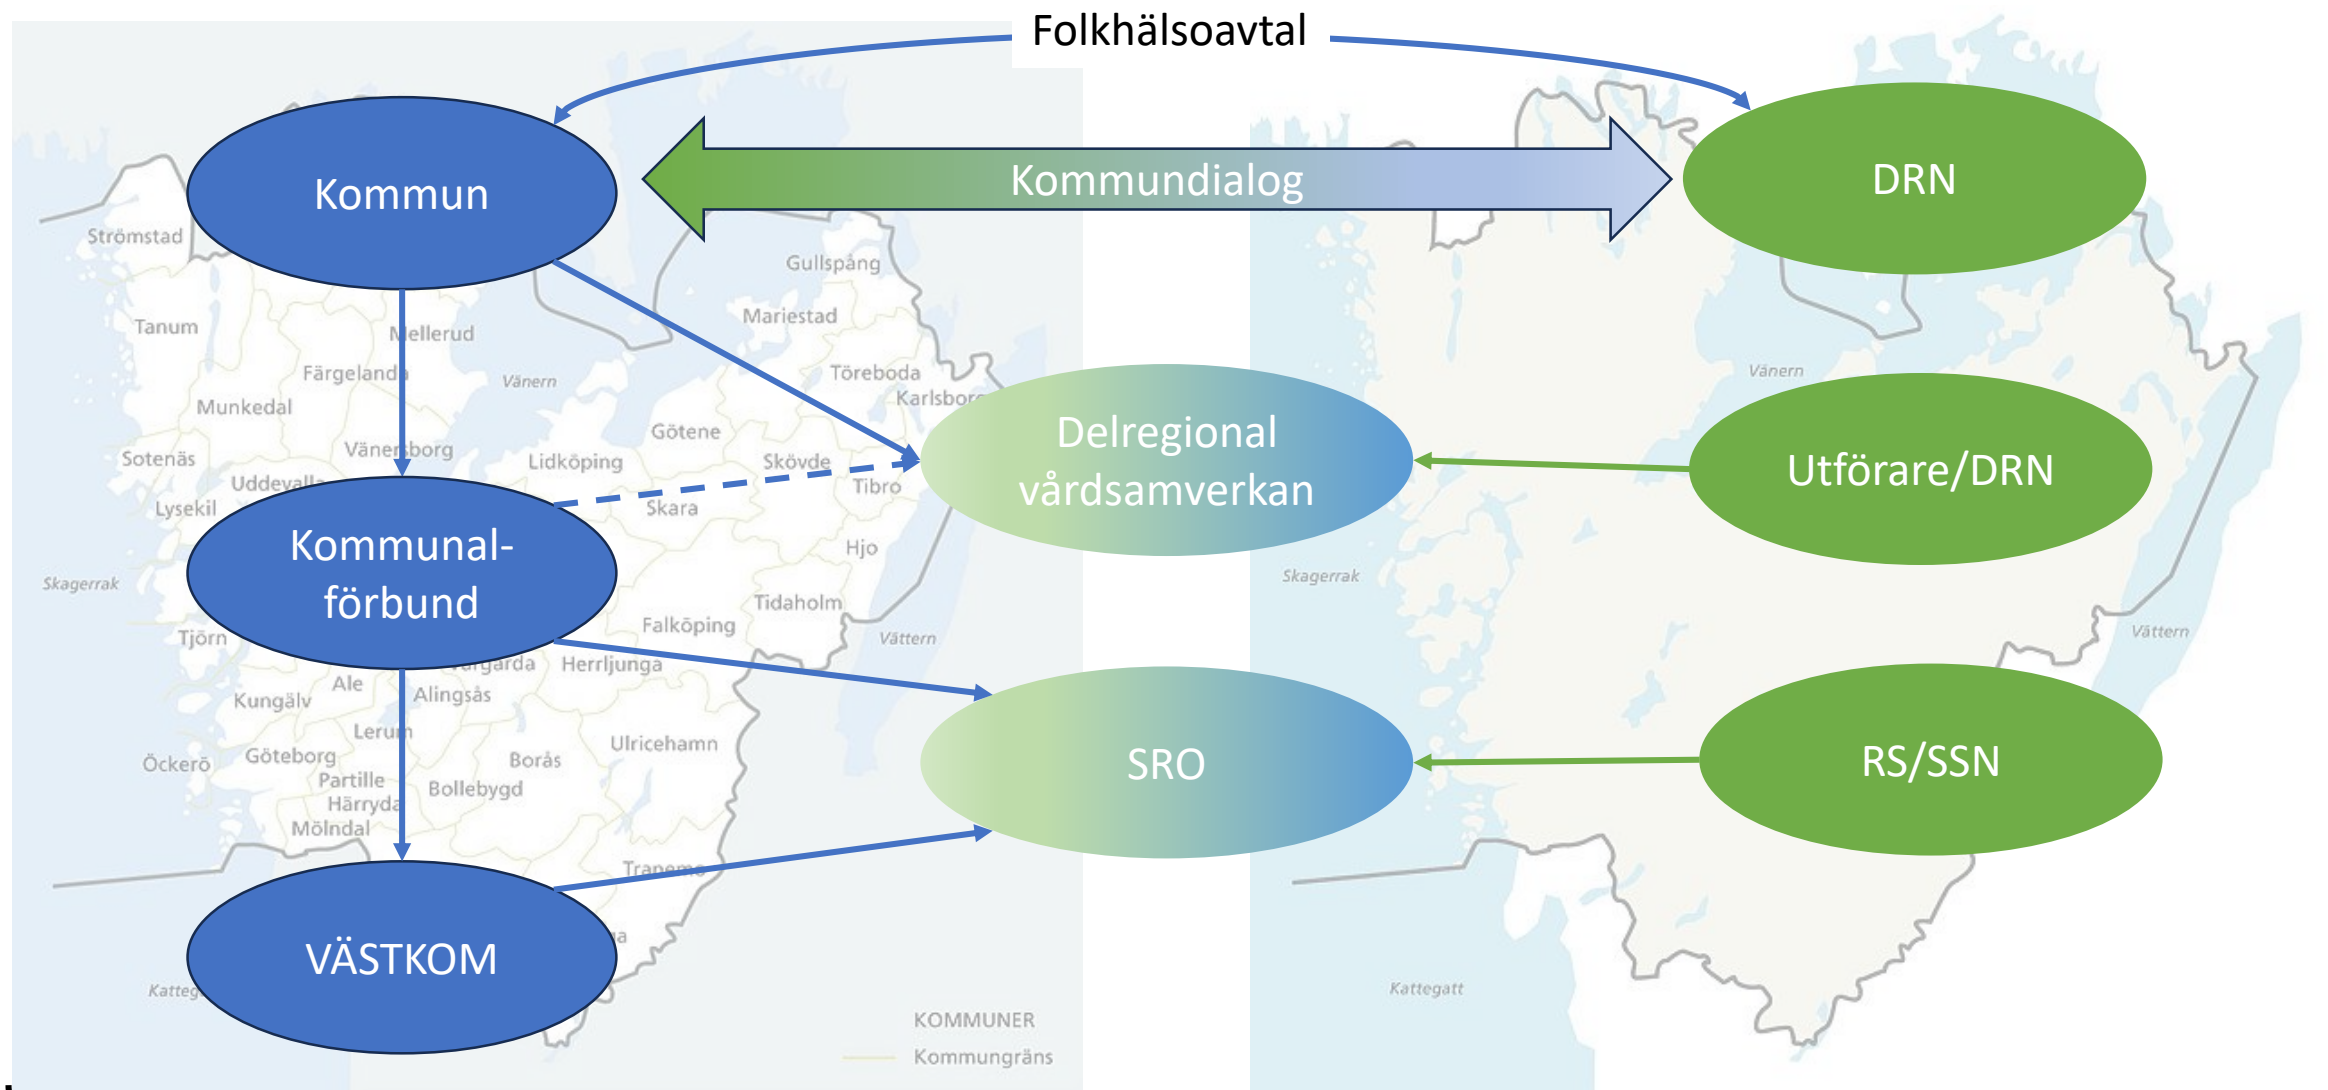 Folkhälsoavtal
Kommun
Kommundialog
DRN
Strömstad
Gullspång
Tanum
Mellerud
Mariestad
Färgelanda
Vänern
Töreboda
Vänern
Munkedal
Karlsborg
Vänersborg
Götene
Delregional
vårdsamverkan
Utförare/DRN
Sotenäs
Lidköping
Skövde
Uddevalla
Tibro
Lysekil
Skara
Kommunal-
förbund
Hjo
Skagerrak
Skagerrak
Tidaholm
Tjörn
Falköping
Vättern
Vättern
Herrljunga
Ale
Alingsås
Kungälv
Lerum
Ulricehamn
Göteborg
Borås
Öckerö
SRO
RS/SSN
Partille
Bollebygd
Härryda
Mölndal
Tranemo
VÄSTKOM
Kattegatt
KOMMUNER
Kommungräns